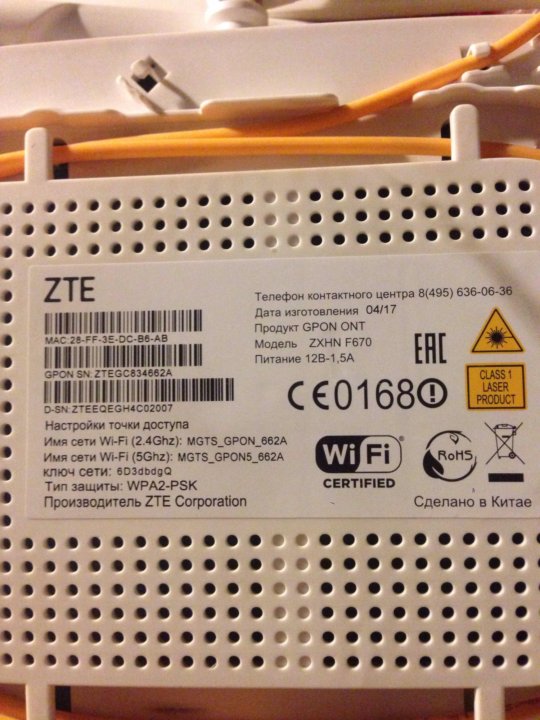 ZTE
MAC:28-FF-3E-DC-B6-AB
GPON SN:ZTEGC834662A
D-SN:ZTEEQEGH4C02007
Настройки точки доступа
Имя сети Wi-Fi (2.4Ghz): MGTS_GPON_662A
Имя сети Wi-Fi (5Ghz): MGTS_GPON5_662A
ключ сети: 6D3dbdgQ
Тип защиты: WPA2-PSK
Производитель ZTE Corporation
Телефон контактного центра 8(495) 636-06-36
Дата изготовления 04/17
Продукт GPON ONT
Модель ZXHN F670
Питание 12В-1,5А
EAC
CLASS 1
LASER
PRODUCT
CE0168
Wi Fi
CERTIFIED
RoHS
Сделано в Китае